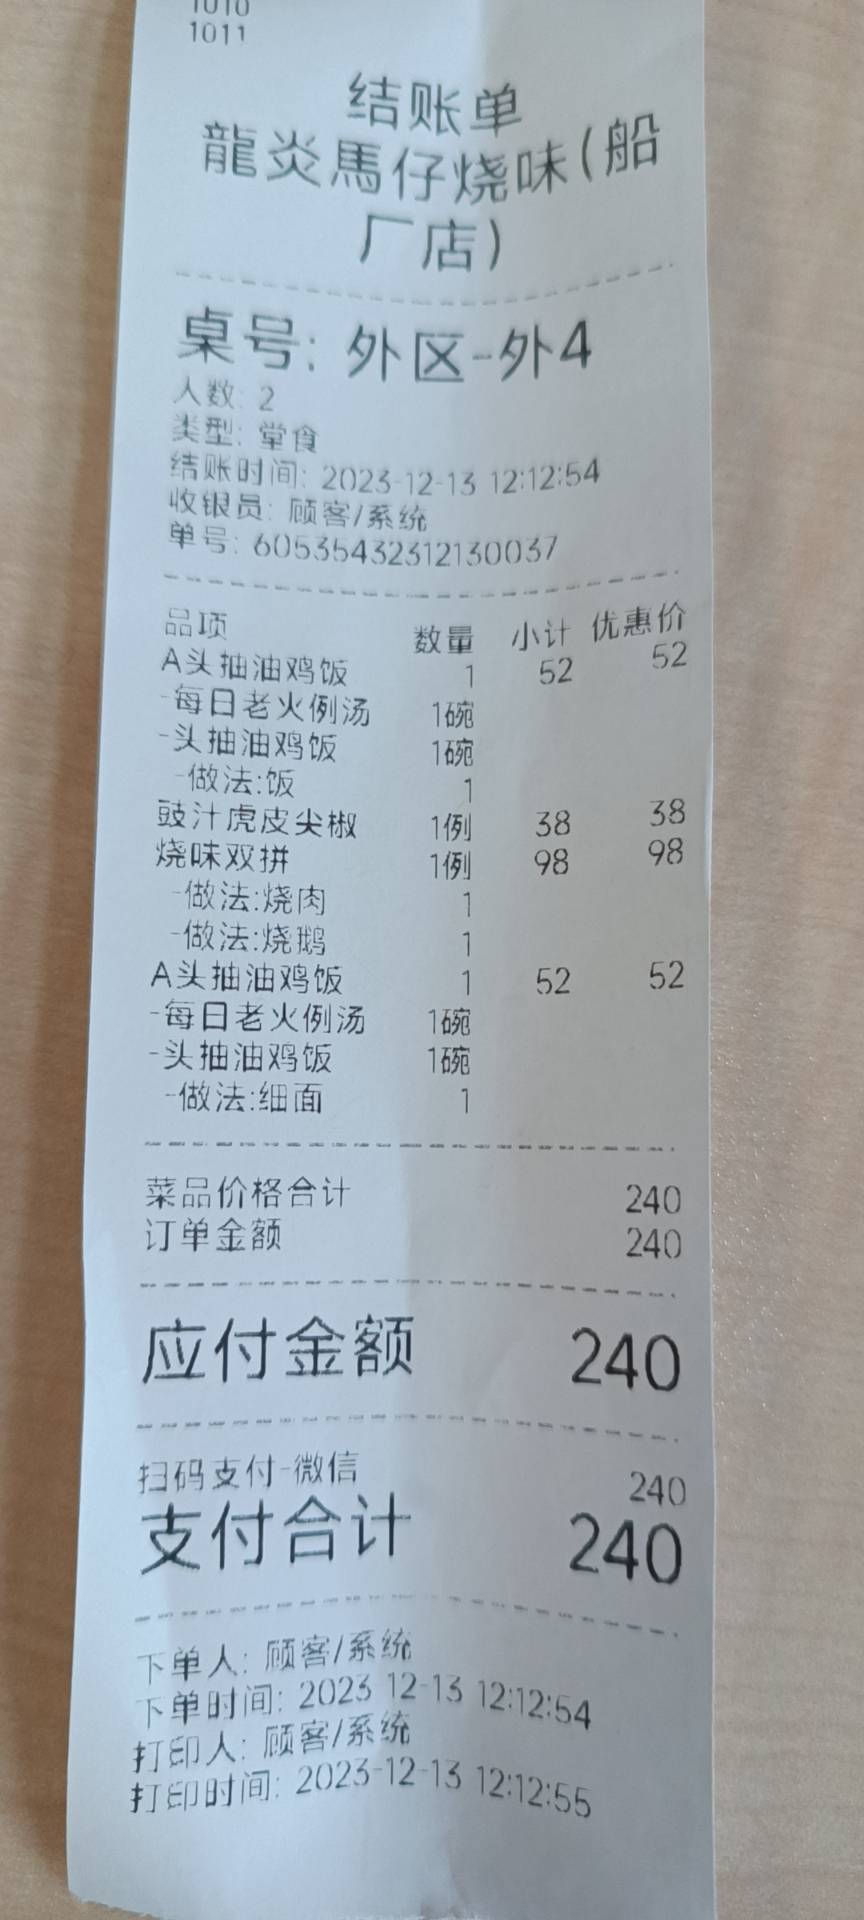 1010
1011
结账单
龍炎馬仔烧味(船
厂店)
桌号: 外区-外4
人数: 2
类型: 堂食
结账时间: 2023-12-13 12:12:54
收银员: 顾客/系统
单号: 60535432312130037
品项 数量 小计 优惠价
A头抽油鸡饭 1 52 52
-每日老火例汤 1碗
-头抽油鸡饭 1碗
-做法:饭 1
豉汁虎皮尖椒 1例 38 38
烧味双拼 1例 98 98
-做法:烧肉 1
-做法:烧鹅 1
A头抽油鸡饭 1 52 52
-每日老火例汤 1碗
-头抽油鸡饭 1碗
-做法:细面 1
菜品价格合计 240
订单金额 240
应付金额 240
扫码支付-微信 240
支付合计 240
下单人: 顾客/系统
下单时间: 2023-12-13 12:12:54
打印人: 顾客/系统
打印时间: 2023-12-13 12:12:55